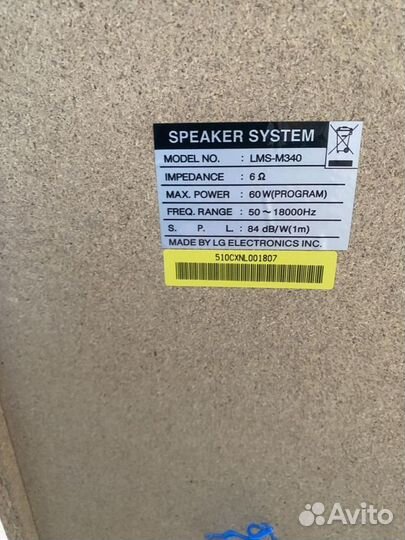 SPEAKER SYSTEM
MODEL NO. : LMS-M340
IMPEDANCE : 6 Ω
MAX. POWER : 60W(PROGRAM)
FREQ. RANGE : 50~18000Hz
S. P. L. : 84 dB/W(1m)
MADE BY LG ELECTRONICS INC.
510CXNL001807
Avito